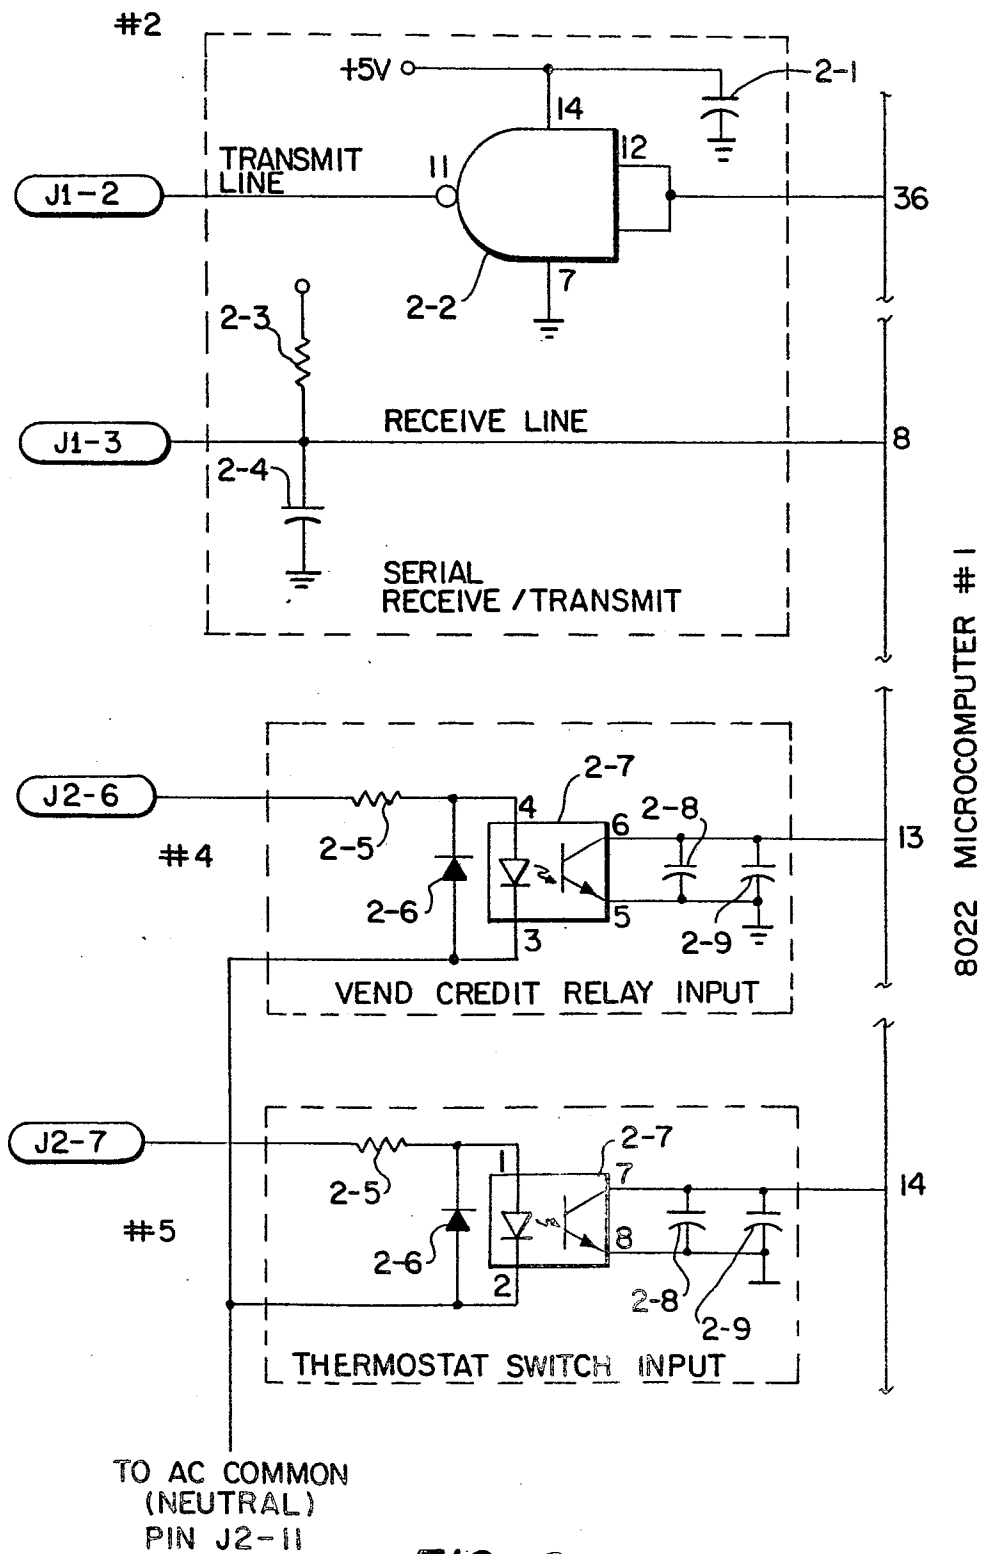 #2
+5V
2-1
14
12
11
TRANSMIT
LINE
J1-2
36
7
2-2
2-3
RECEIVE LINE
J1-3
8
2-4
SERIAL
RECEIVE / TRANSMIT
8022 MICROCOMPUTER #1
2-7
J2-6
4
6
2-8
13
2-5
#4
2-6
5
3
2-9
VEND CREDIT RELAY INPUT
J2-7
2-7
1
7
14
2-5
#5
8
2-6
2
2-8
2-9
THERMOSTAT SWITCH INPUT
TO AC COMMON
(NEUTRAL)
PIN J2-11